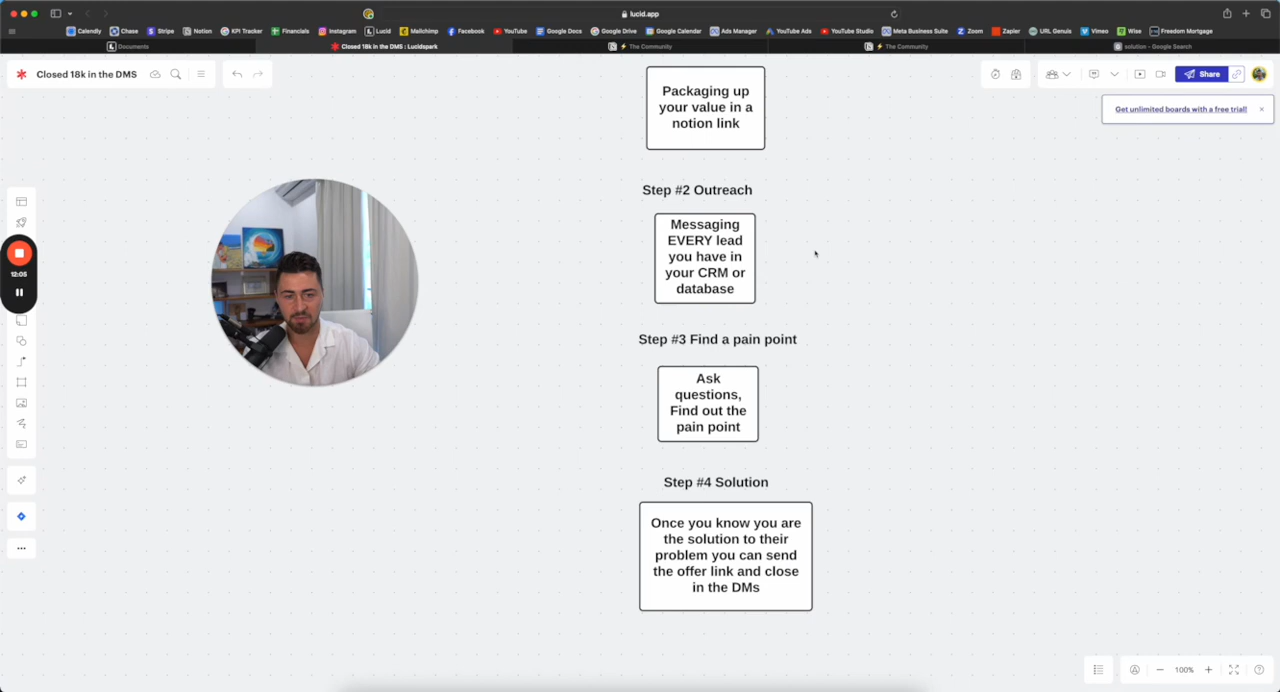 lucid.app
Calendly
Chase
Stripe
Notion
KPI Tracker
Financials
Instagram
Lucid
Mailchimp
Facebook
YouTube
Google Docs
Google Drive
Google Calendar
Ads Manager
YouTube Ads
YouTube Studio
Meta Business Suite
Zoom
Zapier
URL Genuis
Vimeo
Wise
Freedom Mortgage
Documents
Closed 18k in the DMS : Lucidspark
The Community
The Community
solution - Google Search
Closed 18k in the DMS
Share
Get unlimited boards with a free trial!
Packaging up
your value in a
notion link
Step #2 Outreach
Messaging
EVERY lead
you have in
your CRM or
database
12:05
Step #3 Find a pain point
Ask
questions,
Find out the
pain point
Step #4 Solution
Once you know you are
the solution to their
problem you can send
the offer link and close
in the DMs
100%